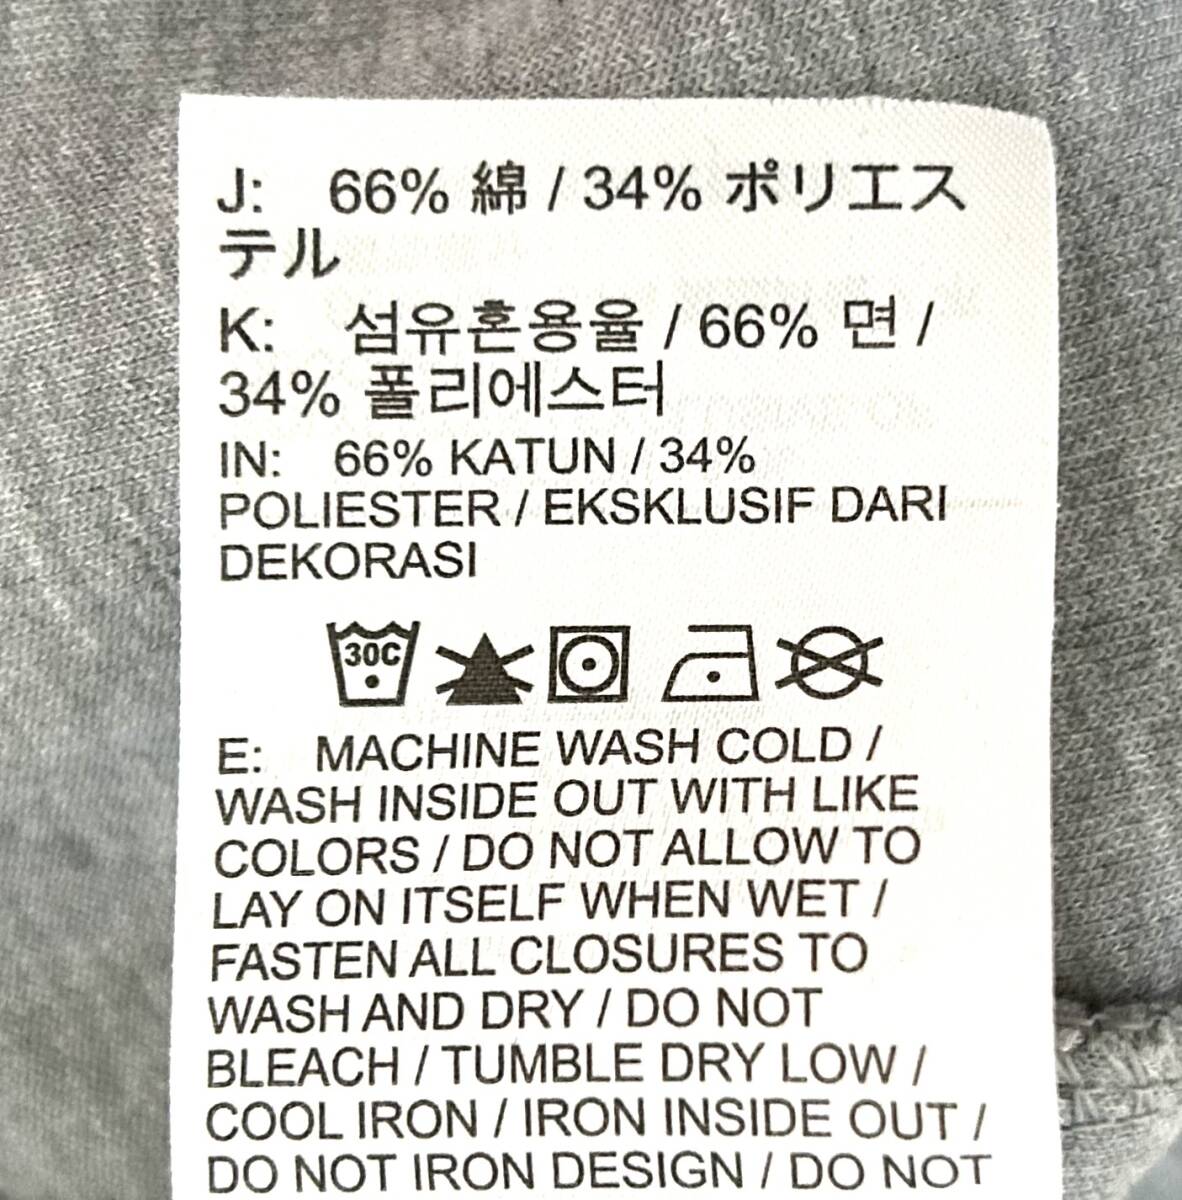 J: 66% 綿 / 34% ポリエス
テル
K: 섬유혼용율 / 66% 면 /
34% 폴리에스터
IN: 66% KATUN / 34%
POLIESTER / EKSKLUSIF DARI
DEKORASI
30C
E: MACHINE WASH COLD /
WASH INSIDE OUT WITH LIKE
COLORS / DO NOT ALLOW TO
LAY ON ITSELF WHEN WET /
FASTEN ALL CLOSURES TO
WASH AND DRY / DO NOT
BLEACH / TUMBLE DRY LOW /
COOL IRON / IRON INSIDE OUT /
DO NOT IRON DESIGN / DO NOT